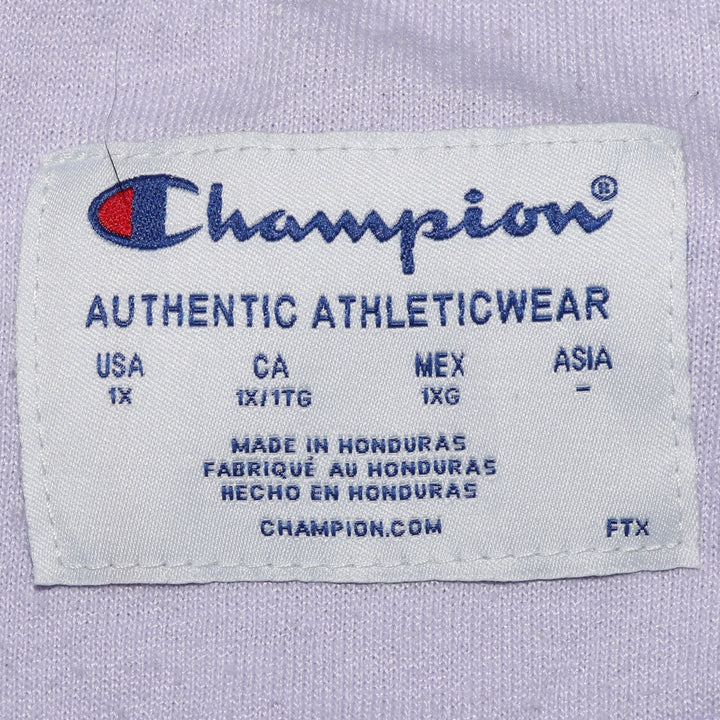 Champion®
AUTHENTIC ATHLETICWEAR
USA CA MEX ASIA
1X 1X/1TG 1XG –
MADE IN HONDURAS
FABRIQUÉ AU HONDURAS
HECHO EN HONDURAS
CHAMPION.COM FTX